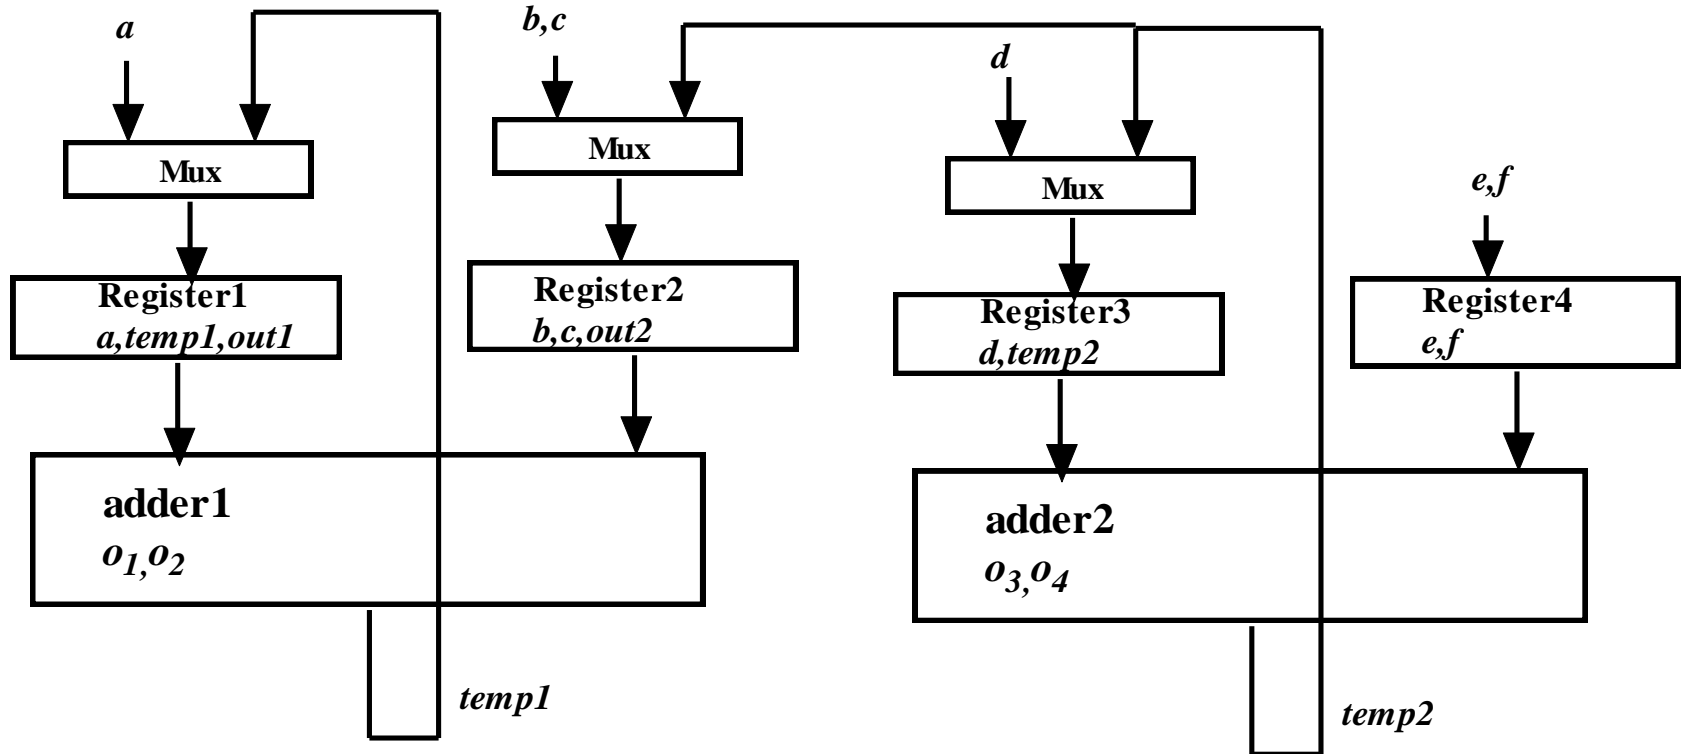 a
b,c
d
Mux
Mux
Mux
e,f
Register1
a,temp1,out1
Register2
b,c,out2
Register3
d,temp2
Register4
e,f
adder1
o1,o2
adder2
o3,o4
temp1
temp2